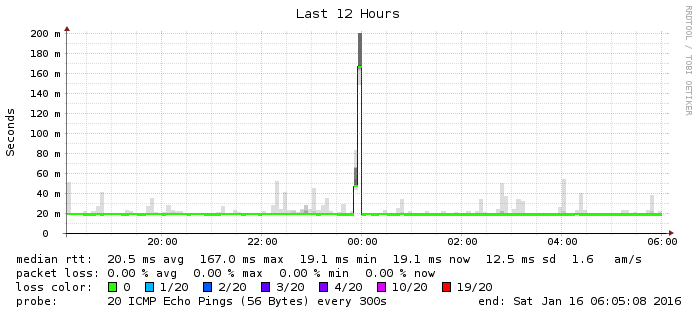 Last 12 Hours
RRDTOOL / TOBI OETIKER
Seconds
200 m
180 m
160 m
140 m
120 m
100 m
80 m
60 m
40 m
20 m
0
20:00 22:00 00:00 02:00 04:00 06:00
median rtt: 20.5 ms avg 167.0 ms max 19.1 ms min 19.1 ms now 12.5 ms sd 1.6 am/s
packet loss: 0.00 % avg 0.00 % max 0.00 % min 0.00 % now
loss color: 0 1/20 2/20 3/20 4/20 10/20 19/20
probe: 20 ICMP Echo Pings (56 Bytes) every 300s end: Sat Jan 16 06:05:08 2016